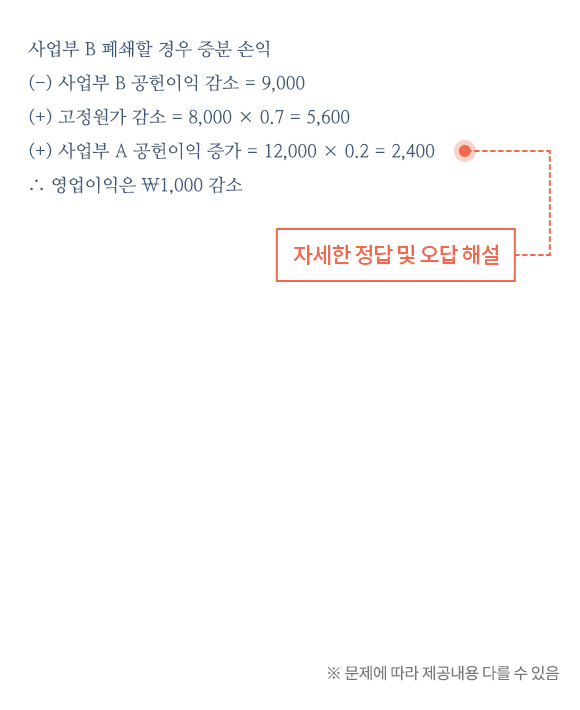 사업부 B 폐쇄할 경우 증분 손익
(−) 사업부 B 공헌이익 감소 = 9,000
(+) 고정원가 감소 = 8,000 × 0.7 = 5,600
(+) 사업부 A 공헌이익 증가 = 12,000 × 0.2 = 2,400
∴ 영업이익은 ₩1,000 감소
자세한 정답 및 오답 해설
※ 문제에 따라 제공내용 다를 수 있음